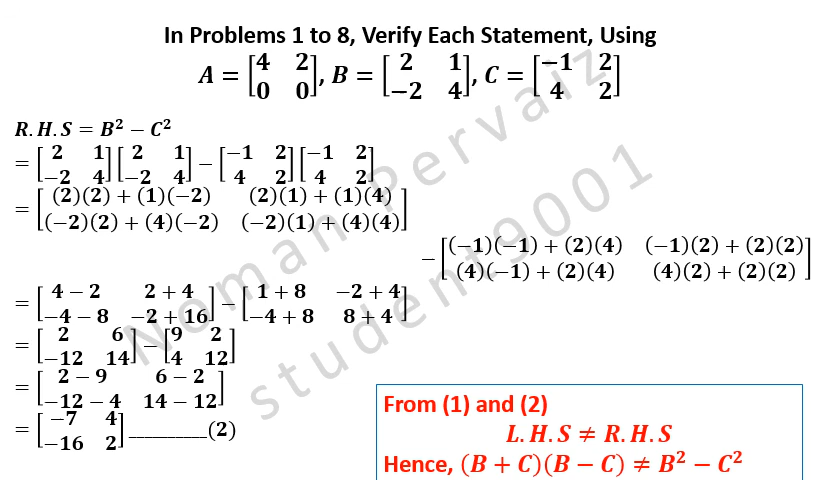 In Problems 1 to 8, Verify Each Statement, Using
A = [4 2; 0 0], B = [2 1; −2 4], C = [−1 2; 4 2]
R.H.S = B² − C²
= [2 1; −2 4][2 1; −2 4] − [−1 2; 4 2][−1 2; 4 2]
= [(2)(2) + (1)(−2) (2)(1) + (1)(4); (−2)(2) + (4)(−2) (−2)(1) + (4)(4)]
− [(−1)(−1) + (2)(4) (−1)(2) + (2)(2); (4)(−1) + (2)(4) (4)(2) + (2)(2)]
= [4 − 2 2 + 4; −4 − 8 −2 + 16] − [1 + 8 −2 + 4; −4 + 8 8 + 4]
= [2 6; −12 14] − [9 2; 4 12]
= [2 − 9 6 − 2; −12 − 4 14 − 12]
= [−7 4; −16 2] __________(2)
From (1) and (2)
L.H.S ≠ R.H.S
Hence, (B + C)(B − C) ≠ B² − C²
Noman Pervaiz
student9001